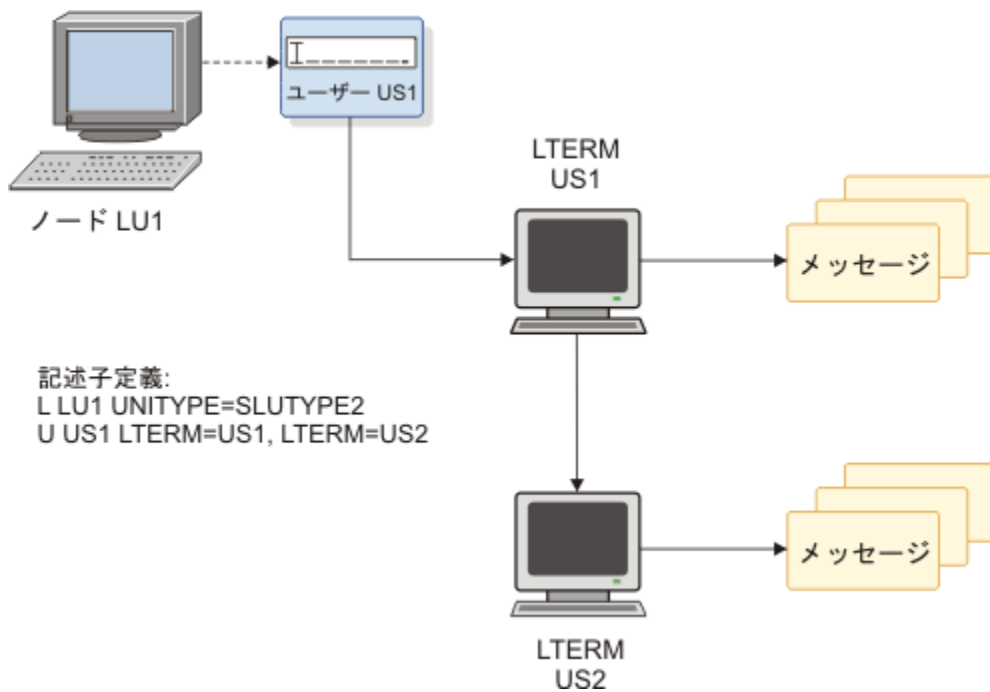 ユーザー US1
ノード LU1
LTERM
US1
メッセージ
記述子定義:
L LU1 UNITYPE=SLUTYPE2
U US1 LTERM=US1, LTERM=US2
メッセージ
LTERM
US2